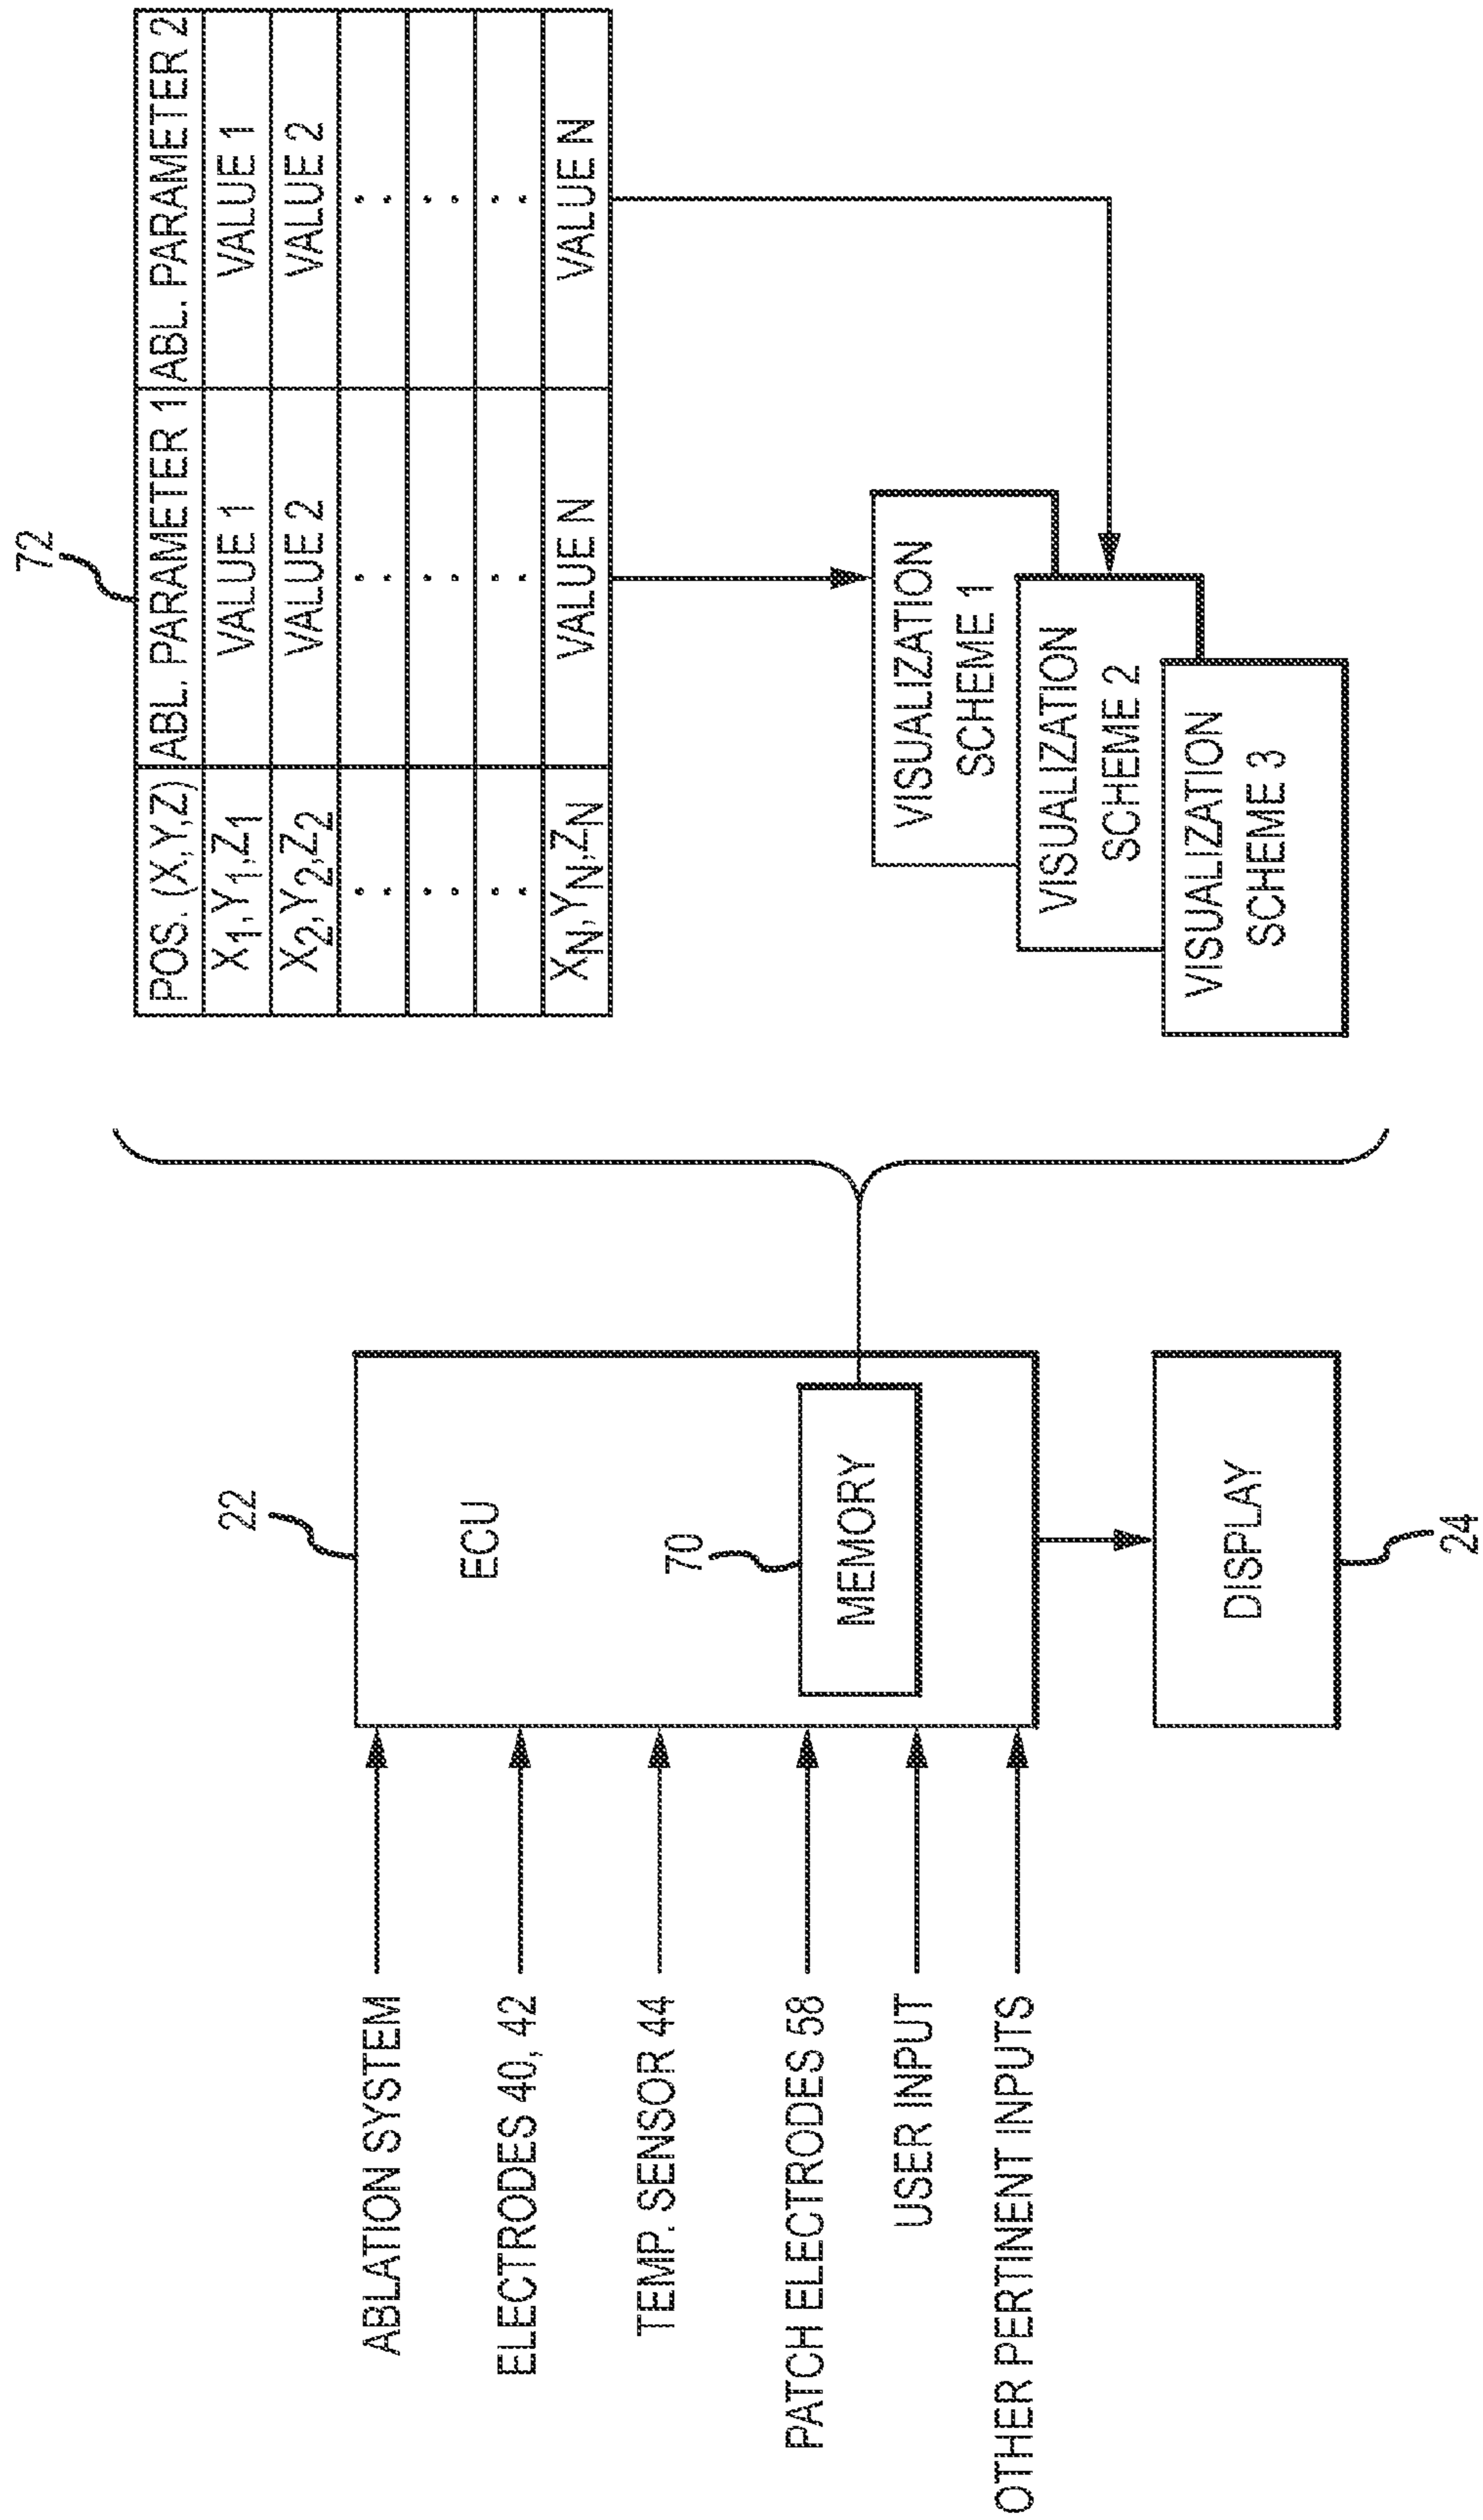 ABLATION SYSTEM
ELECTRODES 40, 42
TEMP. SENSOR 44
PATCH ELECTRODES 58
USER INPUT
OTHER PERTINENT INPUTS
22
ECU
70
MEMORY
DISPLAY
24
72
POS. (X,Y,Z) ABL. PARAMETER 1 ABL. PARAMETER 2
X1,Y1,Z1 VALUE 1 VALUE 1
X2,Y2,Z2 VALUE 2 VALUE 2
: : :
: : :
: : :
XN,YN,ZN VALUE N VALUE N
VISUALIZATION
SCHEME 1
VISUALIZATION
SCHEME 2
VISUALIZATION
SCHEME 3